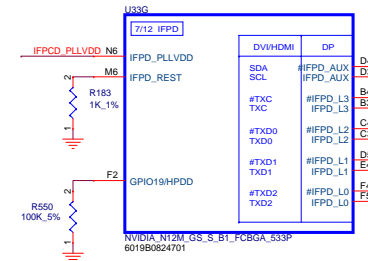 U33G
7/12 IFPD
IFPCD_PLLVDD N6 IFPD_PLLVDD
M6 IFPD_REST
2
R183
1K_1%
1
DVI/HDMI DP
SDA #IFPD_AUX
SCL IFPD_AUX
#TXC #IFPD_L3
TXC IFPD_L3
#TXD0 #IFPD_L2
TXD0 IFPD_L2
#TXD1 #IFPD_L1
TXD1 IFPD_L1
#TXD2 #IFPD_L0
TXD2 IFPD_L0
F2 GPIO19/HPDD
2
R550
100K_5%
1
NVIDIA_N12M_GS_S_B1_FCBGA_533P
6019B0824701